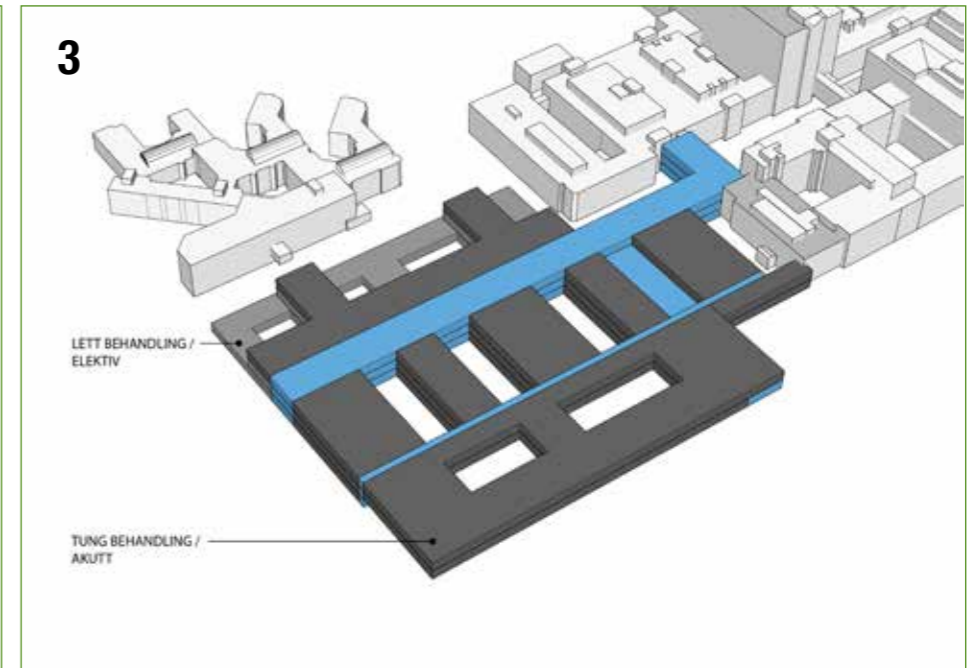 3
LETT BEHANDLING /
ELEKTIV
TUNG BEHANDLING /
AKUTT